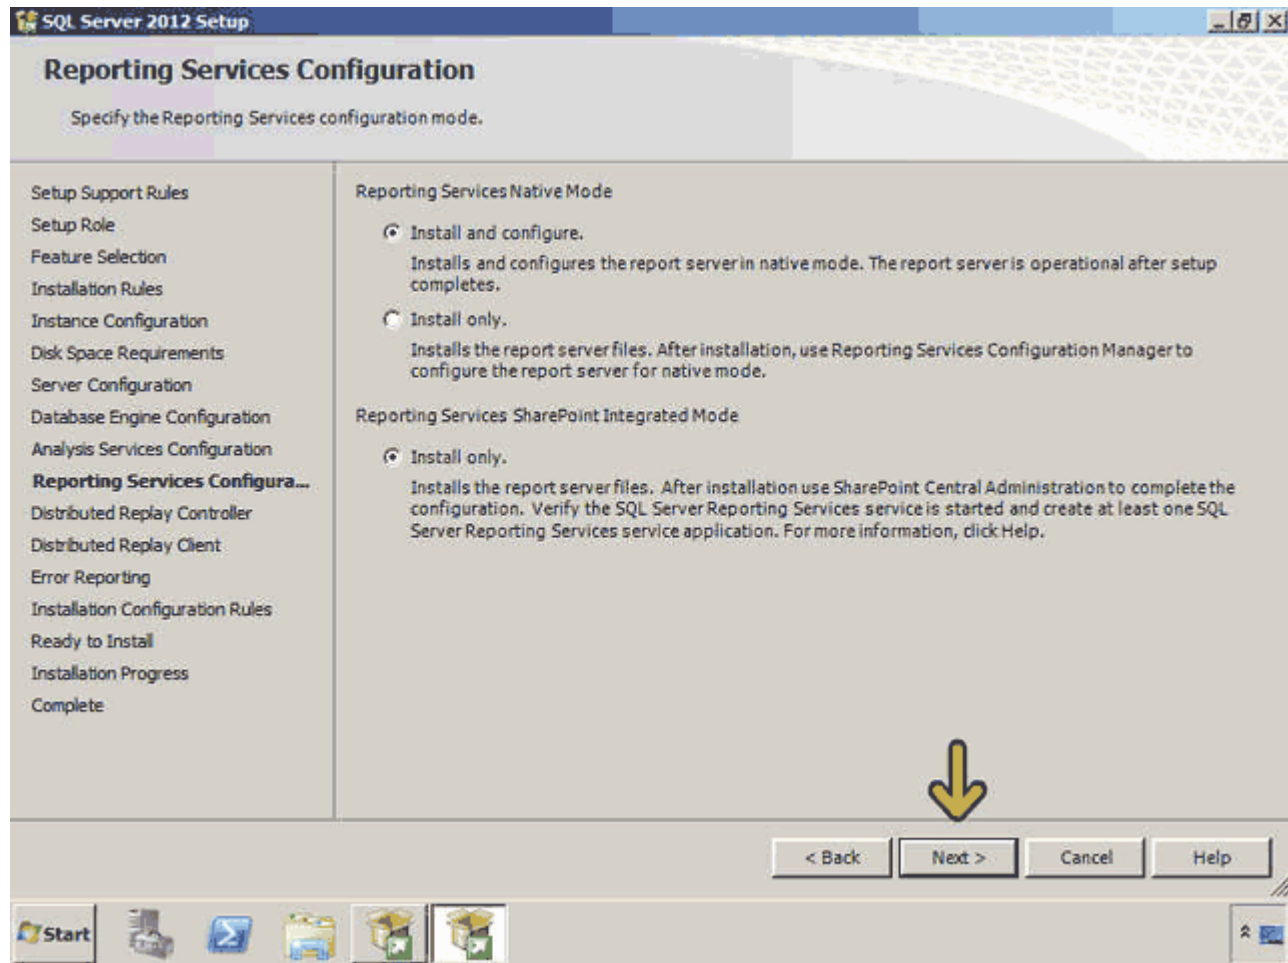 SQL Server 2012 Setup
Reporting Services Configuration
Specify the Reporting Services configuration mode.
Setup Support Rules
Setup Role
Feature Selection
Installation Rules
Instance Configuration
Disk Space Requirements
Server Configuration
Database Engine Configuration
Analysis Services Configuration
Reporting Services Configura...
Distributed Replay Controller
Distributed Replay Client
Error Reporting
Installation Configuration Rules
Ready to Install
Installation Progress
Complete
Reporting Services Native Mode
Install and configure.
Installs and configures the report server in native mode. The report server is operational after setup
completes.
Install only.
Installs the report server files. After installation, use Reporting Services Configuration Manager to
configure the report server for native mode.
Reporting Services SharePoint Integrated Mode
Install only.
Installs the report server files. After installation use SharePoint Central Administration to complete the
configuration. Verify the SQL Server Reporting Services service is started and create at least one SQL
Server Reporting Services service application. For more information, click Help.
< Back
Next >
Cancel
Help
Start